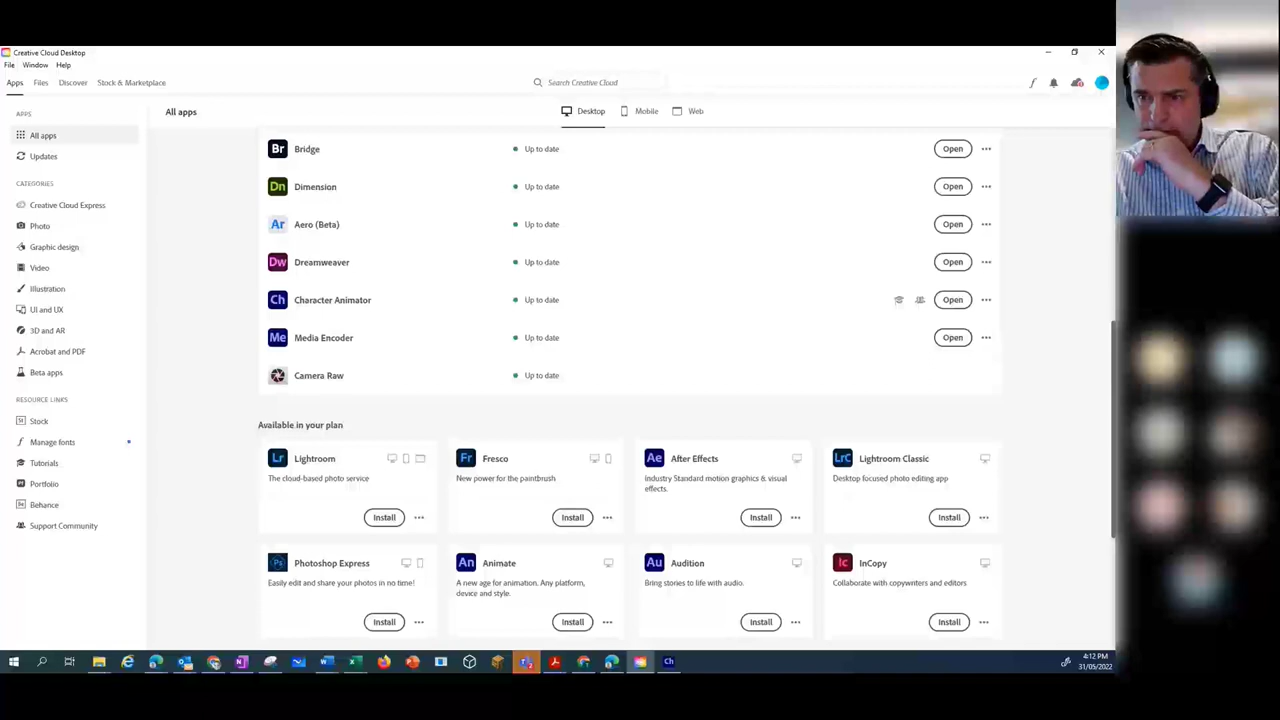 Creative Cloud Desktop
File Window Help
Apps Files Discover Stock & Marketplace Search Creative Cloud
APPS
All apps
Updates
CATEGORIES
Creative Cloud Express
Photo
Graphic design
Video
Illustration
UI and UX
3D and AR
Acrobat and PDF
Beta apps
RESOURCE LINKS
Stock
Manage fonts
Tutorials
Portfolio
Behance
Support Community
All apps Desktop Mobile Web
Br Bridge Up to date Open
Dn Dimension Up to date Open
Ar Aero (Beta) Up to date Open
Dw Dreamweaver Up to date Open
Ch Character Animator Up to date Open
Me Media Encoder Up to date Open
Camera Raw Up to date
Available in your plan
Lr Lightroom
The cloud-based photo service
Install
Fr Fresco
New power for the paintbrush
Install
Ae After Effects
Industry Standard motion graphics & visual
effects.
Install
LrC Lightroom Classic
Desktop focused photo editing app
Install
Ps Photoshop Express
Easily edit and share your photos in no time!
Install
An Animate
A new age for animation. Any platform,
device and style.
Install
Au Audition
Bring stories to life with audio.
Install
Ic InCopy
Collaborate with copywriters and editors
Install
Ch
4:12 PM
31/05/2022